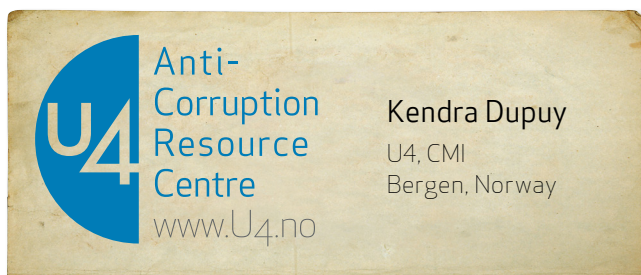 U4
Anti-
Corruption
Resource
Centre
www.U4.no
Kendra Dupuy
U4, CMI
Bergen, Norway